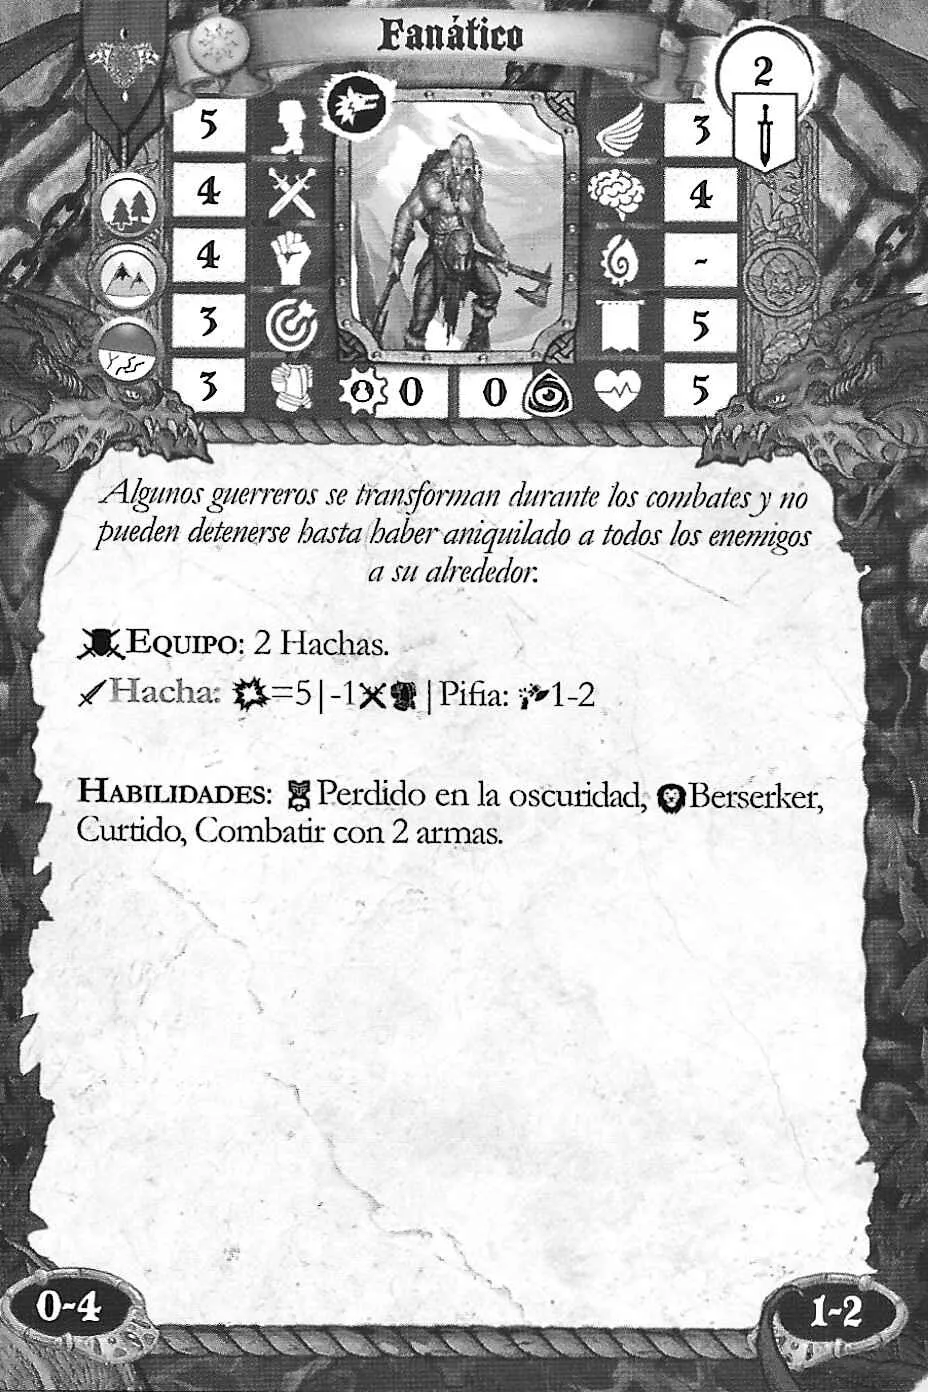 Fanático
2
5
3
4
4
4
-
3
5
3
0
0
5
Algunos guerreros se transforman durante los combates y no
pueden detenerse hasta haber aniquilado a todos los enemigos
a su alrededor.
EQUIPO: 2 Hachas.
Hacha: =5|-1 |Pifia: 1-2
HABILIDADES: Perdido en la oscuridad, Berserker,
Curtido, Combatir con 2 armas.
0-4
1-2